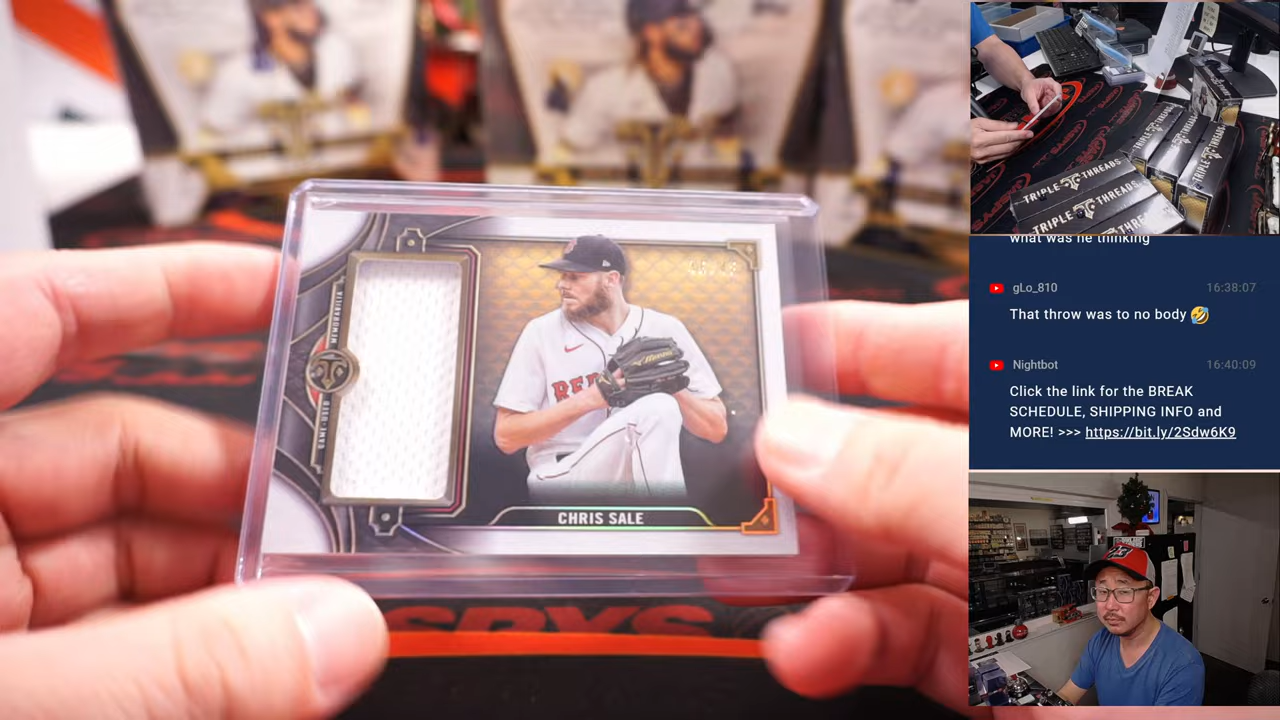 MEMORABILIA
GAME-USED
RED
CHRIS SALE
TRIPLE THREADS
TRIPLE THREADS
what was he thinking
gLo_810
16:38:07
That throw was to no body🤣
Nightbot
16:40:09
Click the link for the BREAK
SCHEDULE, SHIPPING INFO and
MORE! >>> https://bit.ly/2Sdw6K9